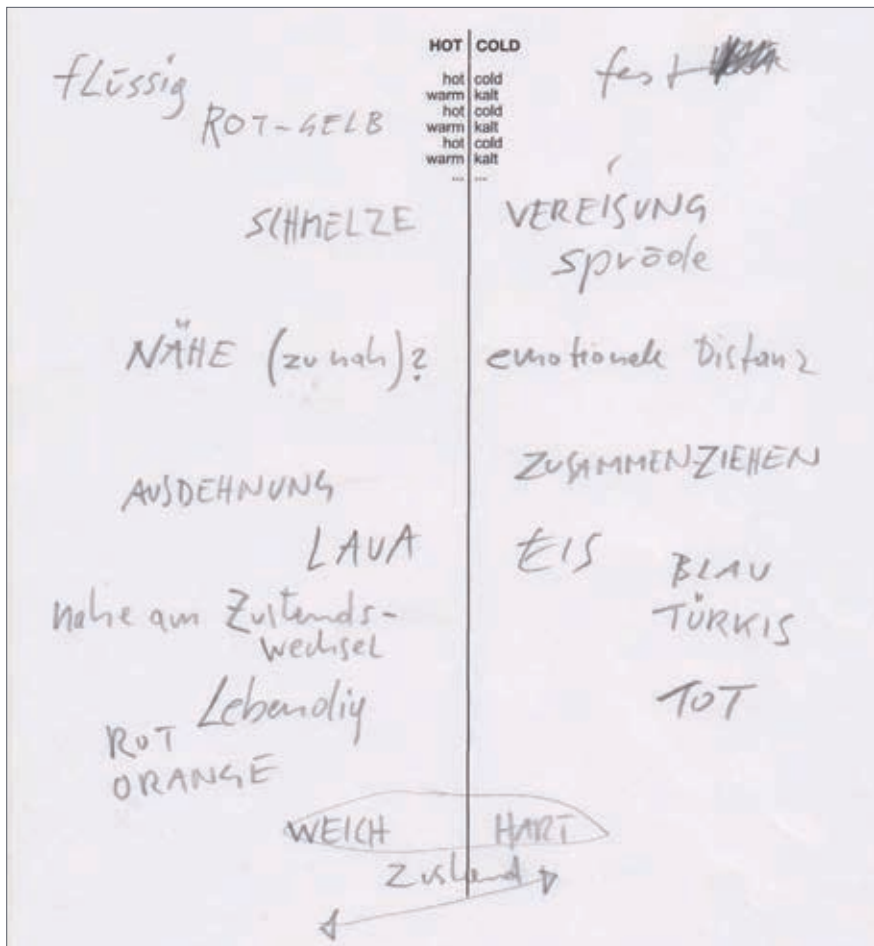 HOT COLD
hot cold
warm kalt
hot cold
warm kalt
hot cold
warm kalt
... ...
flüssig
fest
ROT-GELB
SCHMELZE
VEREISUNG
spröde
NÄHE (zu nah)?
emotionale Distanz
AUSDEHNUNG
ZUSAMMENZIEHEN
LAVA
EIS
BLAU
TÜRKIS
nahe am Zustands-
wechsel
Lebendig
TOT
ROT
ORANGE
WEICH HART
Zustand